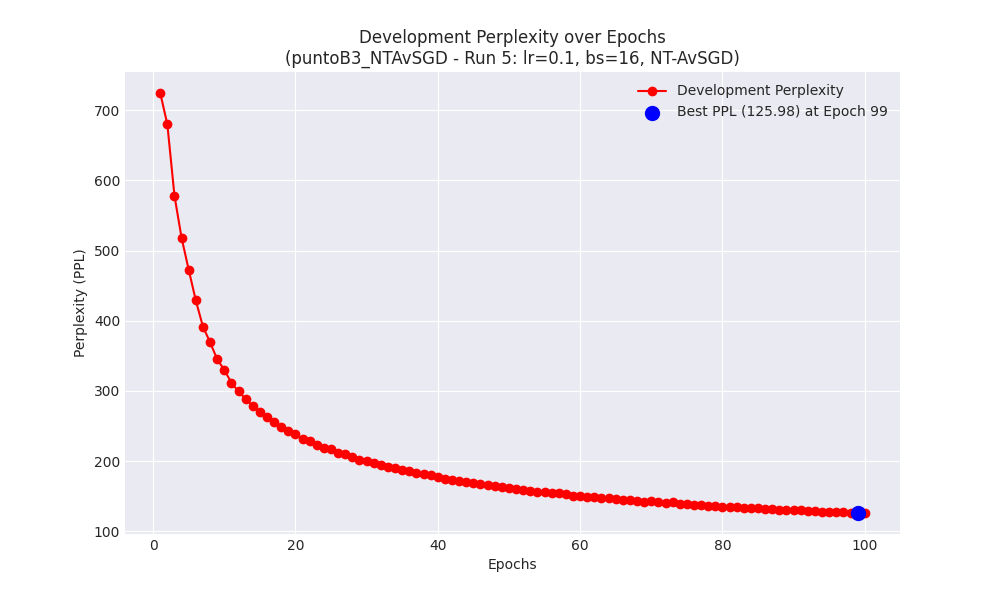 Development Perplexity over Epochs
(puntoB3_NTAvSGD - Run 5: lr=0.1, bs=16, NT-AvSGD)
Development Perplexity
Best PPL (125.98) at Epoch 99
Perplexity (PPL)
700
600
500
400
300
200
100
0 20 40 60 80 100
Epochs